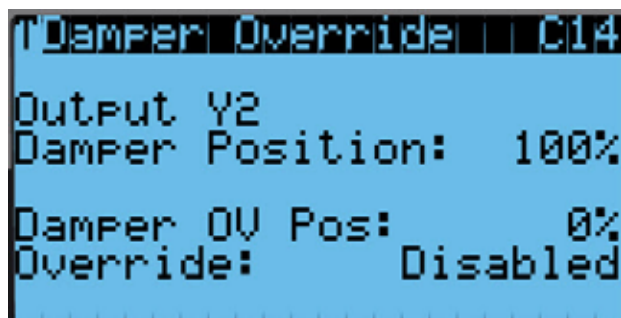 Damper Override C14
Output Y2
Damper Position: 100%
Damper OV Pos: 0%
Override: Disabled